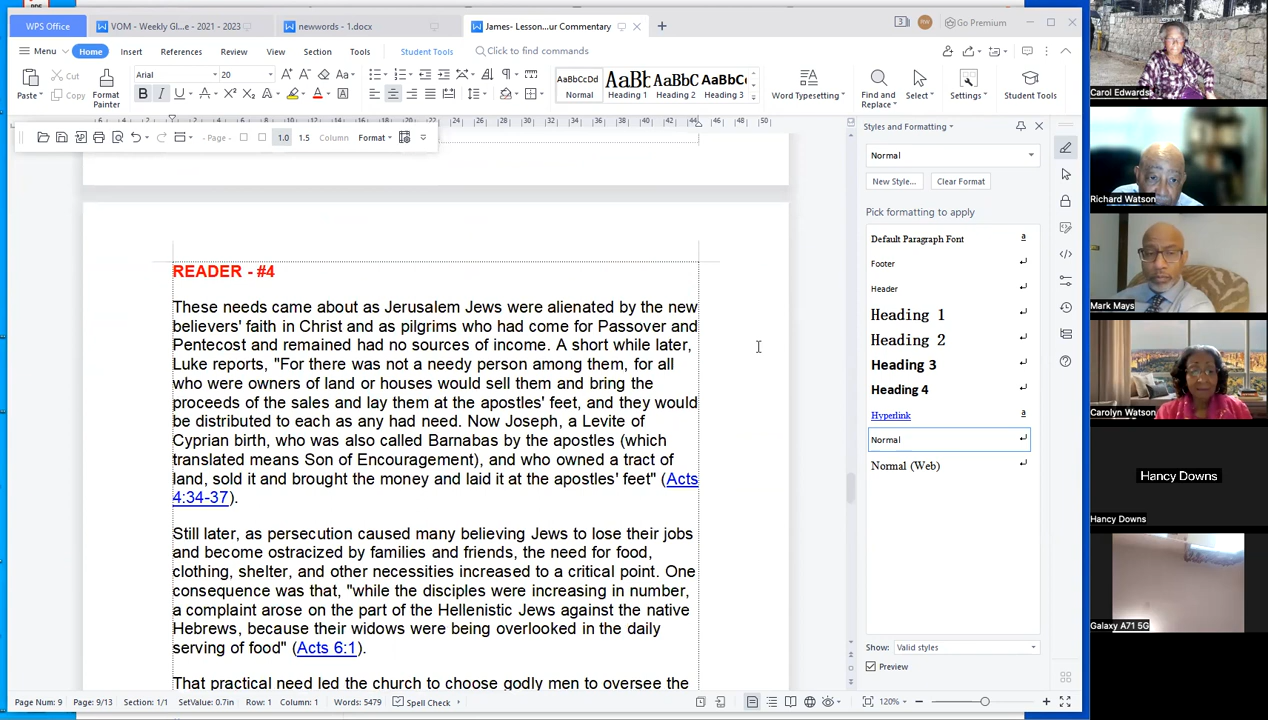 WPS Office
VOM - Weekly Gl...e - 2021 - 2023
newwords - 1.docx
James- Lesson...ur Commentary
Go Premium
Menu
Home
Insert
References
Review
View
Section
Tools
Student Tools
Search commands
Paste
Cut
Copy
Format
Painter
Arial
20
AaBbCcDd
Normal
AaBb
Heading 1
AaBbC
Heading 2
AaBbC
Heading 3
Word Typesetting
Find and
Replace
Select
Settings
Student Tools
- Page -
1.0
1.5
Column
Format
READER - #4
These needs came about as Jerusalem Jews were alienated by the new
believers' faith in Christ and as pilgrims who had come for Passover and
Pentecost and remained had no sources of income. A short while later,
Luke reports, "For there was not a needy person among them, for all
who were owners of land or houses would sell them and bring the
proceeds of the sales and lay them at the apostles' feet, and they would
be distributed to each as any had need. Now Joseph, a Levite of
Cyprian birth, who was also called Barnabas by the apostles (which
translated means Son of Encouragement), and who owned a tract of
land, sold it and brought the money and laid it at the apostles' feet" (Acts
4:34-37).
Still later, as persecution caused many believing Jews to lose their jobs
and become ostracized by families and friends, the need for food,
clothing, shelter, and other necessities increased to a critical point. One
consequence was that, "while the disciples were increasing in number,
a complaint arose on the part of the Hellenistic Jews against the native
Hebrews, because their widows were being overlooked in the daily
serving of food" (Acts 6:1).
That practical need led the church to choose godly men to oversee the
Styles and Formatting
Normal
New Style...
Clear Format
Pick formatting to apply
Default Paragraph Font
Footer
Header
Heading 1
Heading 2
Heading 3
Heading 4
Hyperlink
Normal
Normal (Web)
Show:
Valid styles
Preview
Page Num: 9
Page: 9/13
Section: 1/1
SetValue: 0.7in
Row: 1
Column: 1
Words: 5479
Spell Check
120%
Carol Edwards
Richard Watson
Mark Mays
Carolyn Watson
Hancy Downs
Hancy Downs
Galaxy A71 5G